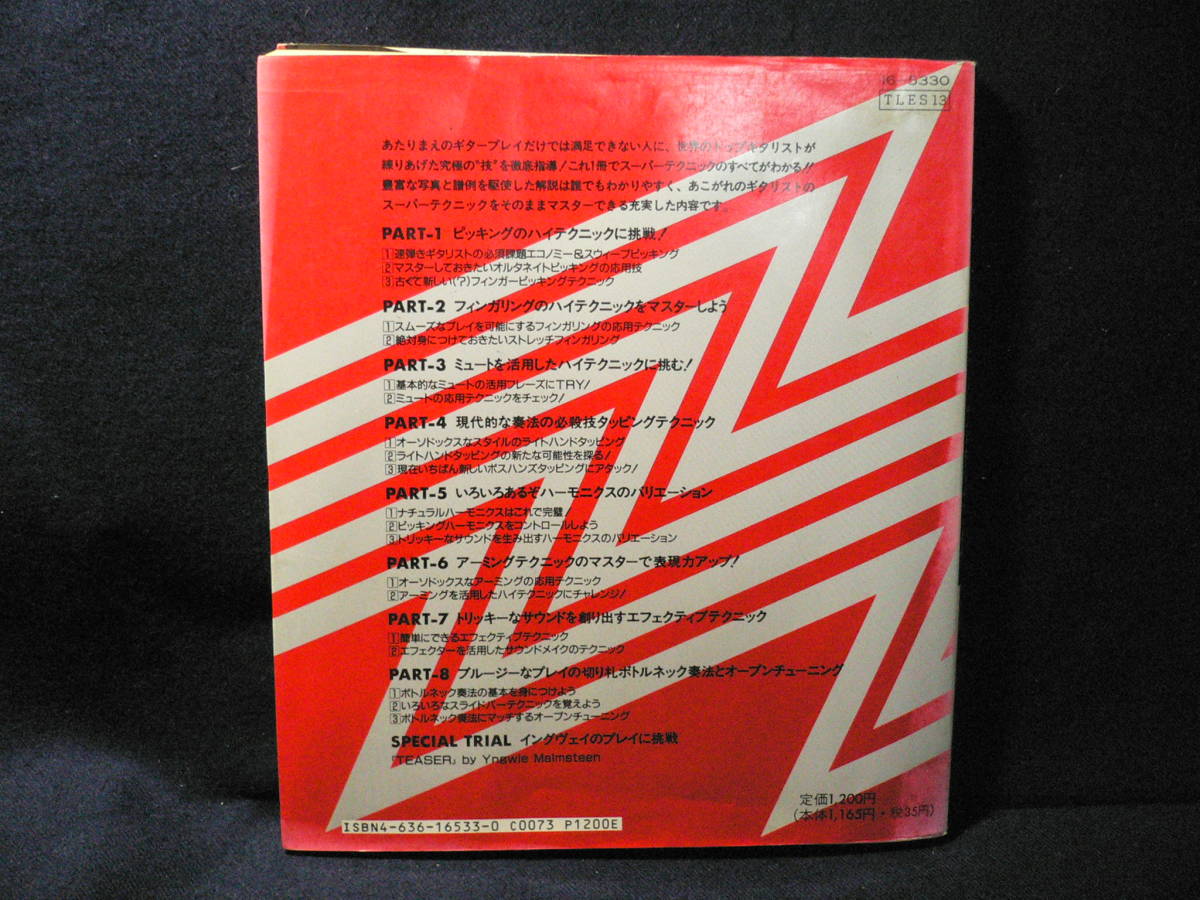 16 5330
TLES13
あたりまえのギタープレイだけでは満足できない人に、世界のトップギタリストが
練りあげた究極の"技"を徹底指導!これ1冊でスーパーテクニックのすべてがわかる!!
豊富な写真と譜例を駆使した解説は誰でもわかりやすく、あこがれのギタリストの
スーパーテクニックをそのままマスターできる充実した内容です。
PART-1 ピッキングのハイテクニックに挑戦!
1 速弾きギタリストの必須課題エコノミー&スウィープピッキング
2 マスターしておきたいオルタネイトピッキングの応用技
3 古くて新しい(?)フィンガーピッキングテクニック
PART-2 フィンガリングのハイテクニックをマスターしよう
1 スムーズなプレイを可能にするフィンガリングの応用テクニック
2 絶対身につけておきたいストレッチフィンガリング
PART-3 ミュートを活用したハイテクニックに挑む!
1 基本的なミュートの活用フレーズにTRY!
2 ミュートの応用テクニックをチェック!
PART-4 現代的な奏法の必殺技タッピングテクニック
1 オーソドックスなスタイルのライトハンドタッピング
2 ライトハンドタッピングの新たな可能性を探る!
3 現在いちばん新しいボスハンズタッピングにアタック!
PART-5 いろいろあるぞハーモニクスのバリエーション
1 ナチュラルハーモニクスはこれで完璧!
2 ピッキングハーモニクスをコントロールしよう
3 トリッキーなサウンドを生み出すハーモニクスのバリエーション
PART-6 アーミングテクニックのマスターで表現力アップ!
1 オーソドックスなアーミングの応用テクニック
2 アーミングを活用したハイテクニックにチャレンジ!
PART-7 トリッキーなサウンドを創り出すエフェクティブテクニック
1 簡単にできるエフェクティブテクニック
2 エフェクターを活用したサウンドメイクのテクニック
PART-8 ブルージーなプレイの切り札ボトルネック奏法とオープンチューニング
1 ボトルネック奏法の基本を身につけよう
2 いろいろなスライドバーテクニックを覚えよう
3 ボトルネック奏法にマッチするオープンチューニング
SPECIAL TRIAL イングヴェイのプレイに挑戦
「TEASER」 by Yngwie Malmsteen
定価1,200円
(本体1,165円・税35円)
ISBN4-636-16533-0 C0073 P1200E